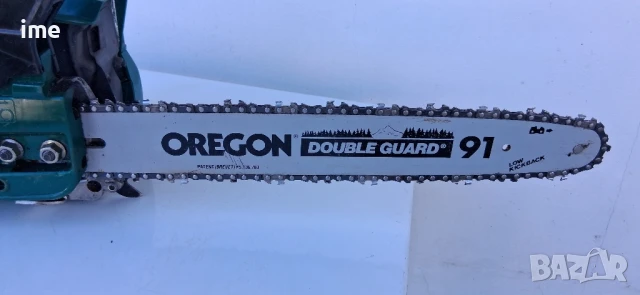 ime
OREGON® DOUBLE GUARD® 91
LOW
KICKBACK
BAZAR